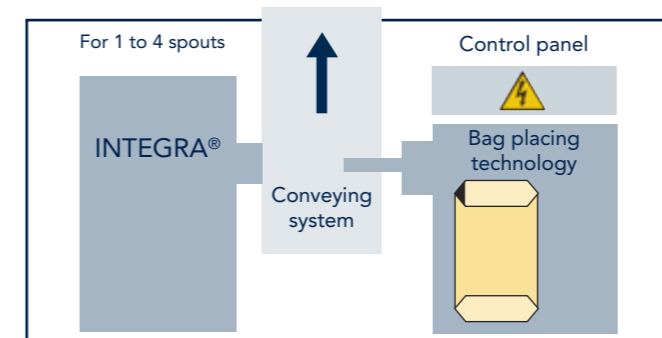 For 1 to 4 spouts
INTEGRA®
Conveying
system
Control panel
Bag placing
technology